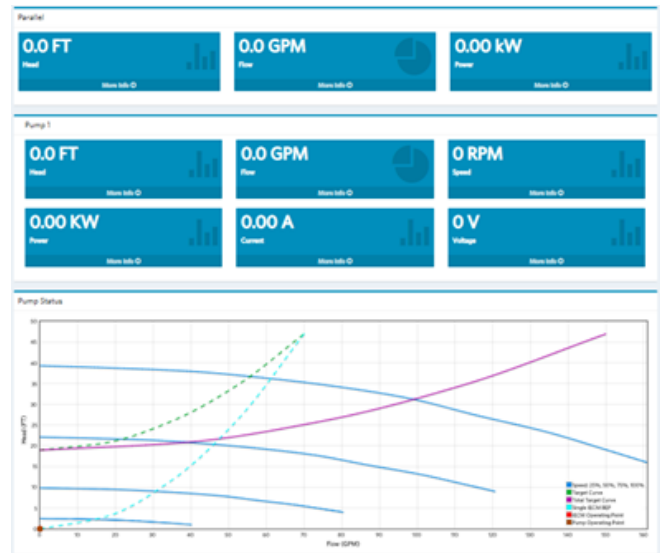 Parallel
0.0 FT
Head
More Info
0.0 GPM
Flow
More Info
0.00 kW
Power
More Info
Pump 1
0.0 FT
Head
More Info
0.0 GPM
Flow
More Info
0 RPM
Speed
More Info
0.00 KW
Power
More Info
0.00 A
Current
More Info
0 V
Voltage
More Info
Pump Status
Head (FT)
50
45
40
35
30
25
20
15
10
5
0
0 10 20 30 40 50 60 70 80 90 100 110 120 130 140 150 160
Flow (GPM)
Speed 20%, 50%, 75%, 100%
Target Curve
Total Target Curve
Single BEP
Operating Point
Pump Operating Point